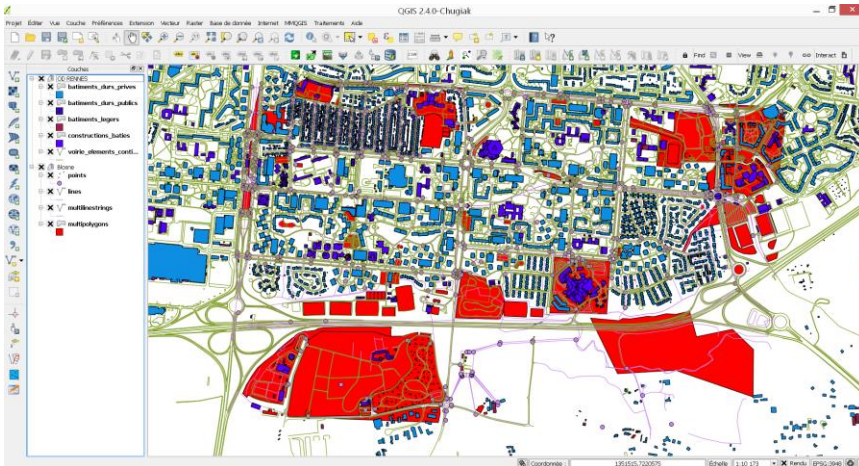 QGIS 2.4.0-Chugiak
Projet Éditer Vue Couche Préférences Extension Vecteur Raster Base de donnée Internet MMQGIS Traitements Aide
Find
Interact
Couches
OD RENNES
batiments_durs_prives
batiments_durs_publics
batiments_legers
constructions_baties
voirie_elements_conti...
points
lines
multilinestrings
multipolygons
Coordonnée : 1351515,7220575 Échelle 1:10 173 Rendu EPSG:3948